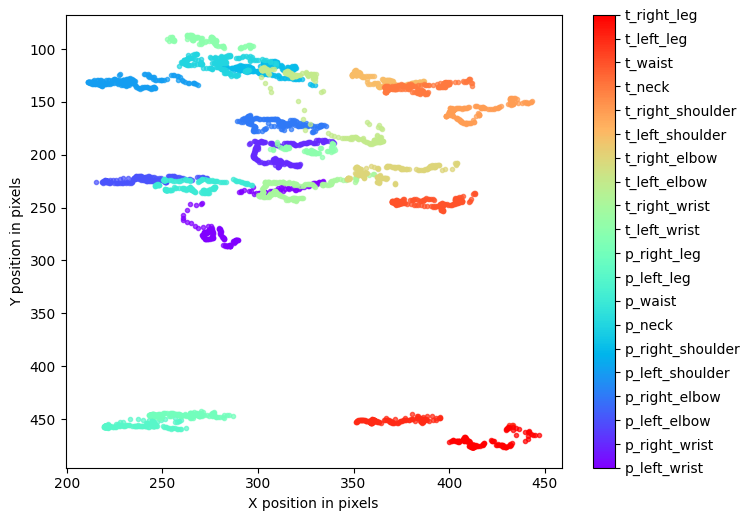 100
150
200
250
300
350
400
450
Y position in pixels
200
250
300
350
400
450
X position in pixels
t_right_leg
t_left_leg
t_waist
t_neck
t_right_shoulder
t_left_shoulder
t_right_elbow
t_left_elbow
t_right_wrist
t_left_wrist
p_right_leg
p_left_leg
p_waist
p_neck
p_right_shoulder
p_left_shoulder
p_right_elbow
p_left_elbow
p_right_wrist
p_left_wrist